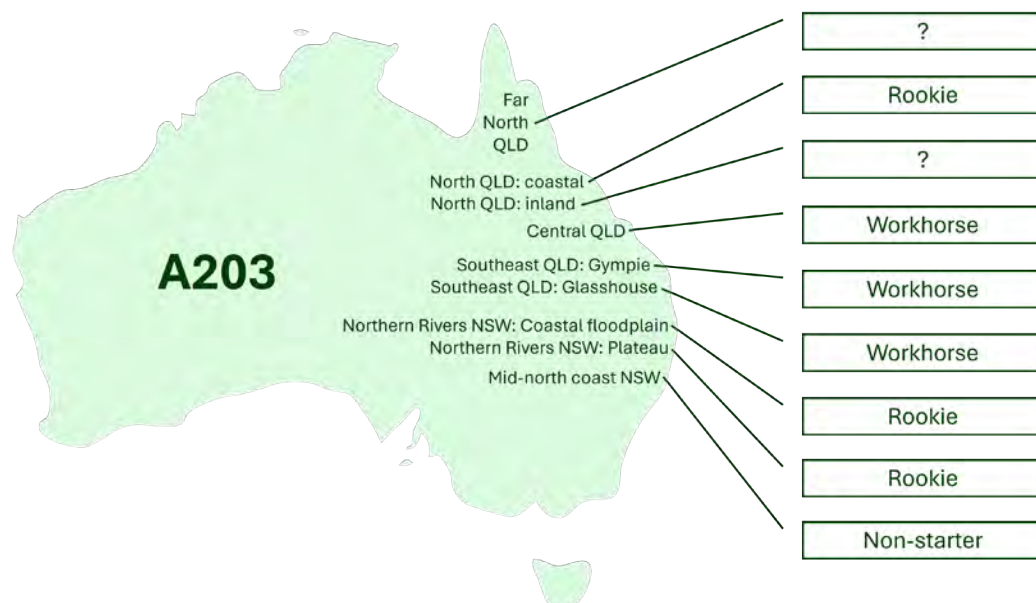 ?
Far
North
QLD
Rookie
North QLD: coastal
?
North QLD: inland
Workhorse
Central QLD
Workhorse
Southeast QLD: Gympie
A203
Southeast QLD: Glasshouse
Workhorse
Northern Rivers NSW: Coastal floodplain
Rookie
Northern Rivers NSW: Plateau
Rookie
Mid-north coast NSW
Non-starter